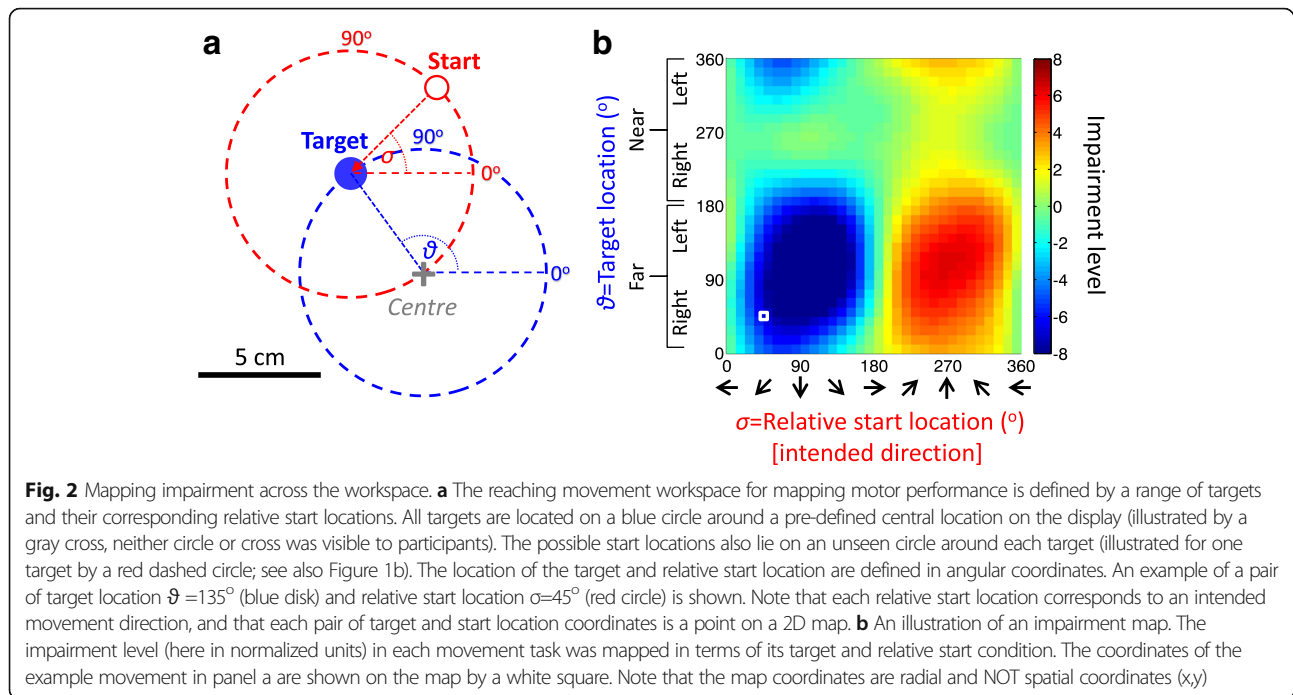 a
90°
Start
Target
90°
σ
0°
ϑ
0°
Centre
5 cm
b
ϑ=Target location (°)
Near
Far
Left
Right
Left
Right
360
270
180
90
0
0 90 180 270 360
σ=Relative start location (°)
[intended direction]
8
6
4
2
0
-2
-4
-6
-8
Impairment level
Fig. 2 Mapping impairment across the workspace. a The reaching movement workspace for mapping motor performance is defined by a range of targets
and their corresponding relative start locations. All targets are located on a blue circle around a pre-defined central location on the display (illustrated by a
gray cross, neither circle or cross was visible to participants). The possible start locations also lie on an unseen circle around each target (illustrated for one
target by a red dashed circle; see also Figure 1b). The location of the target and relative start location are defined in angular coordinates. An example of a pair
of target location ϑ =135° (blue disk) and relative start location σ=45° (red circle) is shown. Note that each relative start location corresponds to an intended
movement direction, and that each pair of target and start location coordinates is a point on a 2D map. b An illustration of an impairment map. The
impairment level (here in normalized units) in each movement task was mapped in terms of its target and relative start condition. The coordinates of the
example movement in panel a are shown on the map by a white square. Note that the map coordinates are radial and NOT spatial coordinates (x,y)